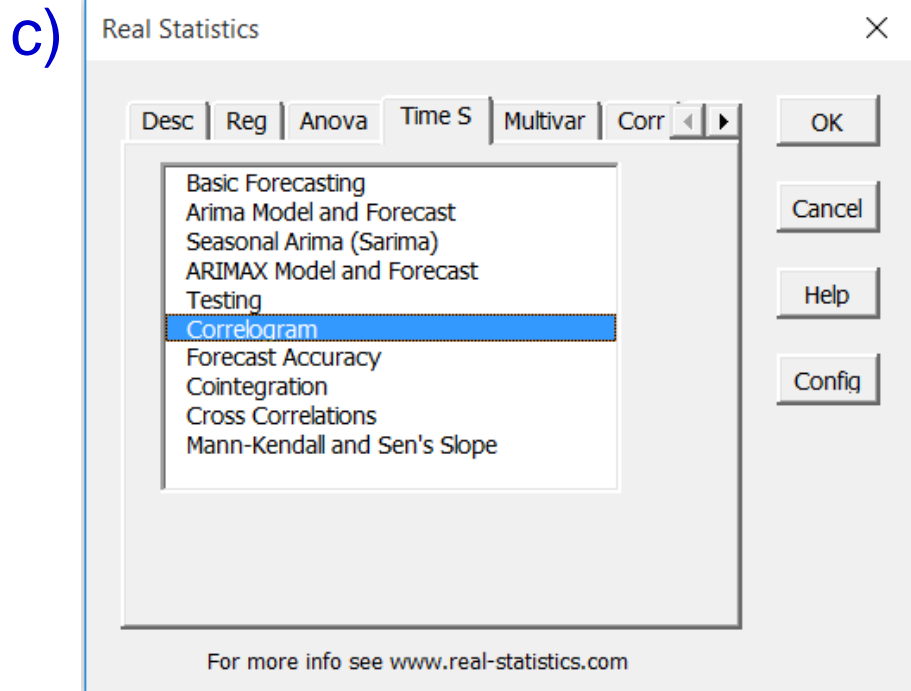 c)
Real Statistics
Desc Reg Anova Time S Multivar Corr
OK
Basic Forecasting
Arima Model and Forecast
Seasonal Arima (Sarima)
ARIMAX Model and Forecast
Testing
Correlogram
Forecast Accuracy
Cointegration
Cross Correlations
Mann-Kendall and Sen's Slope
Cancel
Help
Config
For more info see www.real-statistics.com